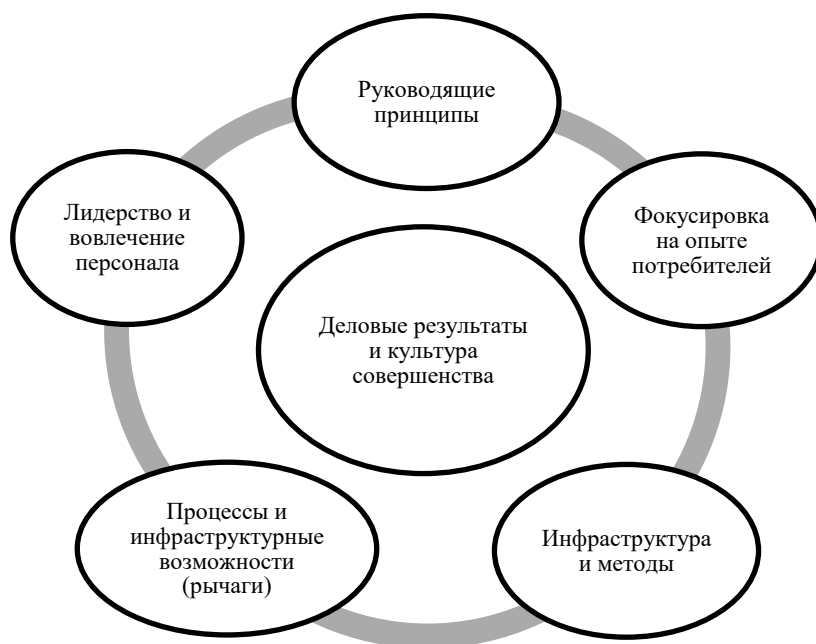 Руководящие
принципы
Лидерство и
вовлечение
персонала
Фокусировка
на опыте
потребителей
Деловые результаты
и культура
совершенства
Процессы и
инфраструктурные
возможности
(рычаги)
Инфраструктура
и методы